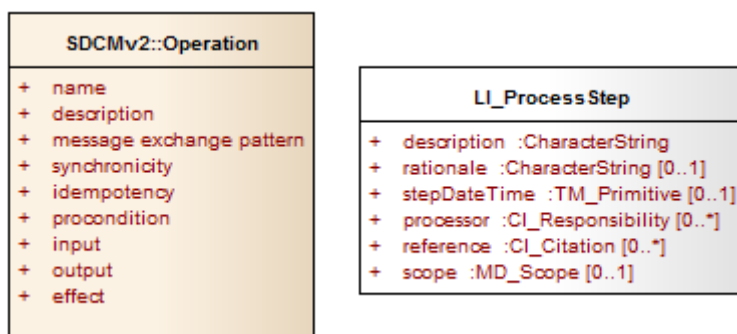 SDCMv2::Operation
+ name
+ description
+ message exchange pattern
+ synchronicity
+ idempotency
+ procondition
+ input
+ output
+ effect
LI_ProcessStep
+ description :CharacterString
+ rationale :CharacterString [0..1]
+ stepDateTime :TM_Primitive [0..1]
+ processor :CI_Responsibility [0..*]
+ reference :CI_Citation [0..*]
+ scope :MD_Scope [0..1]